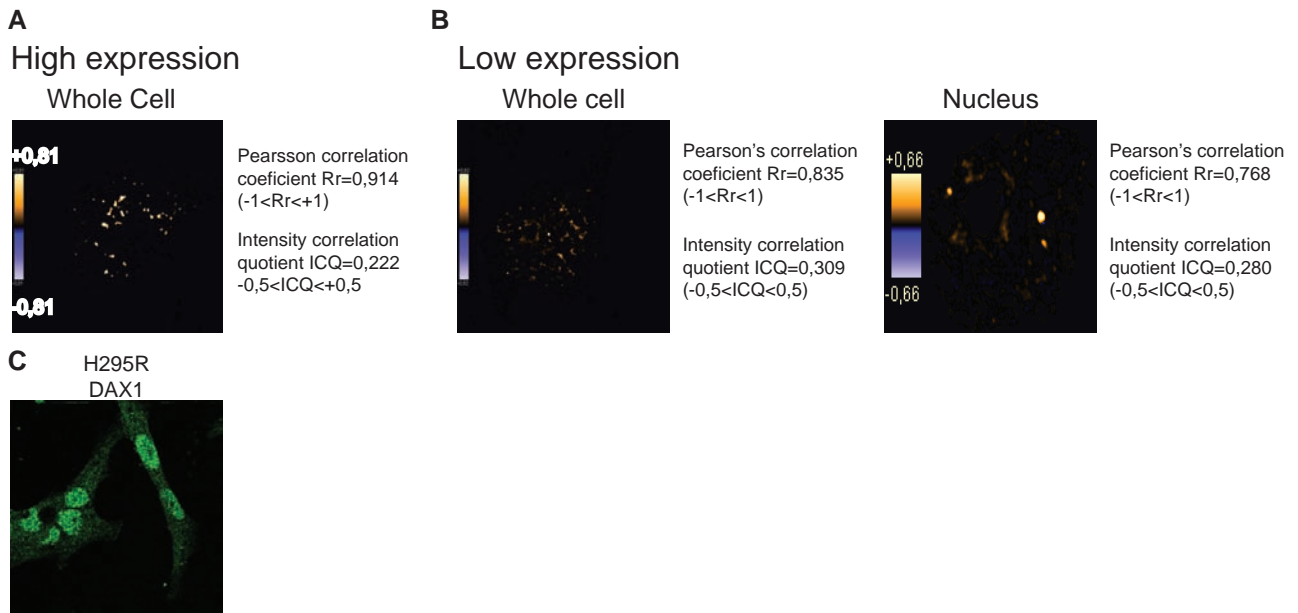 A
High expression
Whole Cell
+0,81
-0,81
Pearsson correlation
coeficient Rr=0,914
(-1<Rr<+1)
Intensity correlation
quotient ICQ=0,222
-0,5<ICQ<+0,5
B
Low expression
Whole cell
Pearson's correlation
coeficient Rr=0,835
(-1<Rr<1)
Intensity correlation
quotient ICQ=0,309
(-0,5<ICQ<0,5)
Nucleus
+0,66
-0,66
Pearson's correlation
coeficient Rr=0,768
(-1<Rr<1)
Intensity correlation
quotient ICQ=0,280
(-0,5<ICQ<0,5)
C
H295R
DAX1